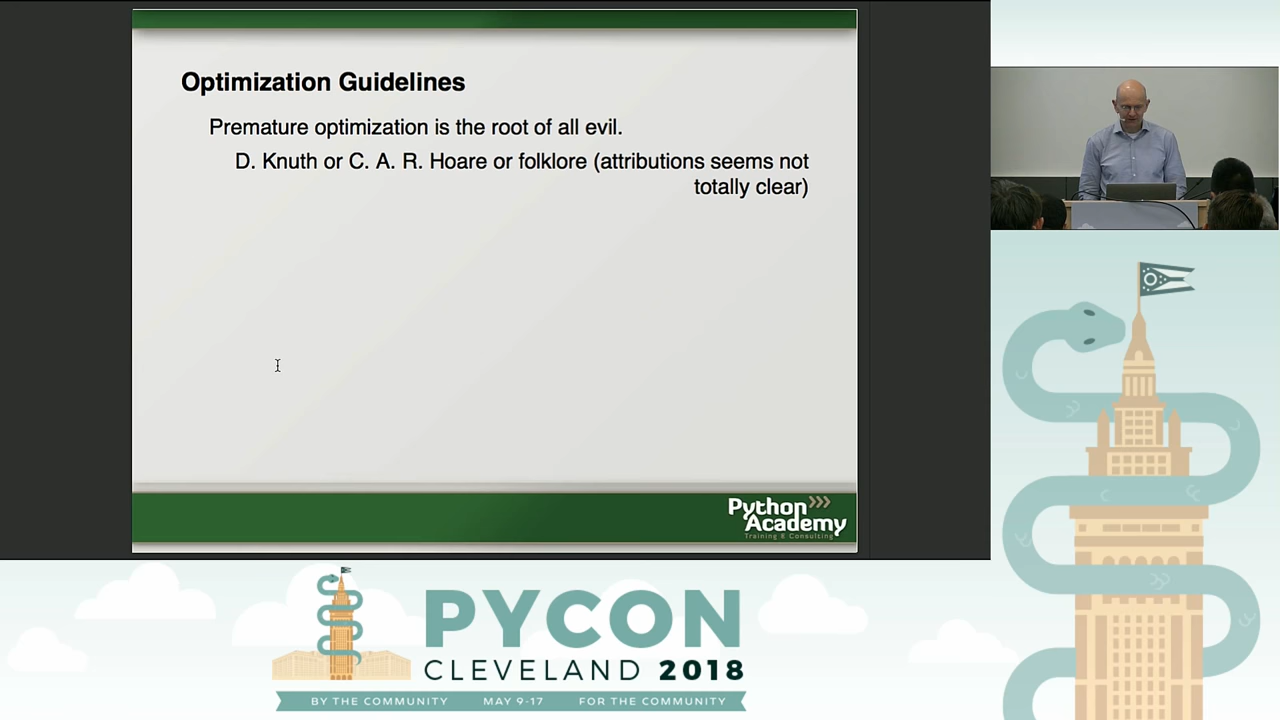 Optimization Guidelines
Premature optimization is the root of all evil.
D. Knuth or C. A. R. Hoare or folklore (attributions seems not
totally clear)
Python
Academy
Training & Consulting
PYCON
CLEVELAND 2018
BY THE COMMUNITY MAY 9-17 FOR THE COMMUNITY